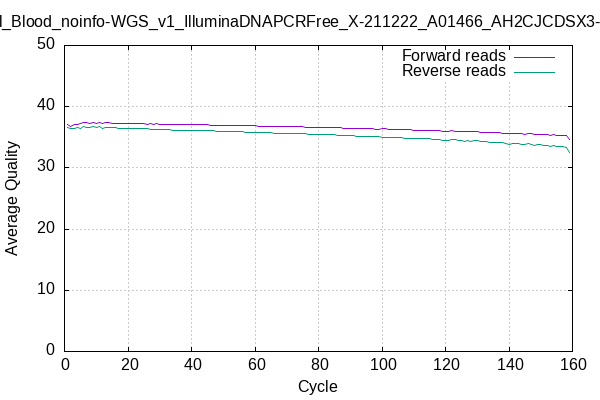 l_Blood_noinfo-WGS_v1_IlluminaDNAPCRFree_X-211222_A01466_AH2CJCDSX3-
Forward reads
Reverse reads
50
40
30
20
10
0
Average Quality
0 20 40 60 80 100 120 140 160
Cycle